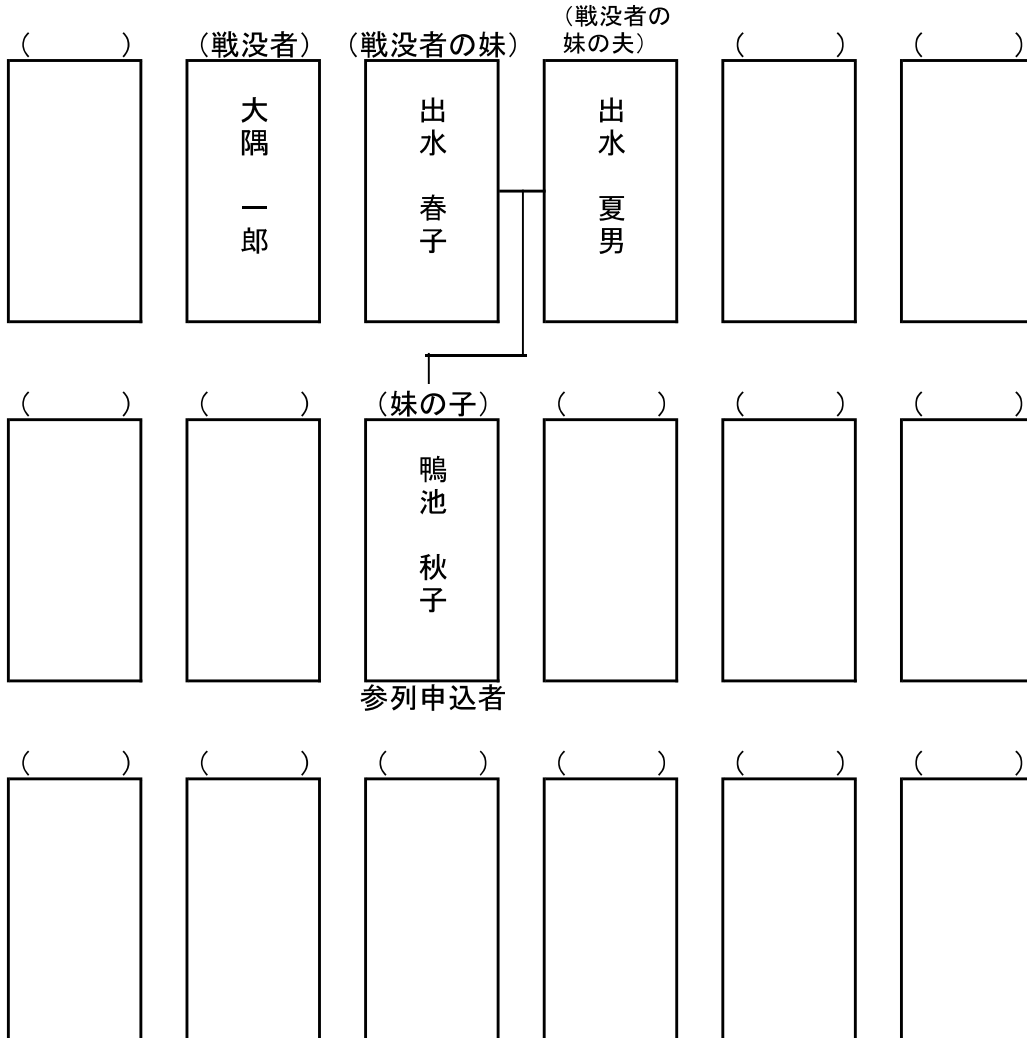 (戦没者の
妹の夫)
(　　　) (戦没者) (戦没者の妹) (　　　) (　　　)
大隅　一郎
出水　春子
出水　夏男
(　　　) (　　　) (妹の子) (　　　) (　　　) (　　　)
鴨池　秋子
参列申込者
(　　　) (　　　) (　　　) (　　　) (　　　) (　　　)